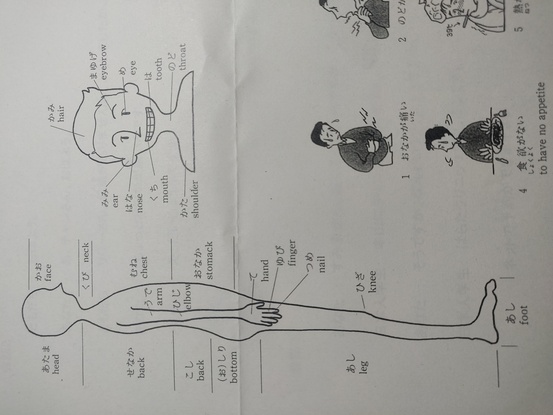 あたま
head
かお
face
くび neck
せなか
back
むね
chest
うで
arm
ひじ
elbow
こし
back
おなか
stomack
(お)しり
bottom
て
hand
ゆび
finger
つめ
nail
あし
leg
ひざ
knee
あし
foot
かみ
hair
まゆげ
eyebrow
みみ
ear
め
eye
はな
nose
は
tooth
くち
mouth
のど
throat
かた
shoulder
1 おなかが痛い
いた
2 のどが
39℃
4 食欲がない
しょくよく
to have no appetite
5 熱が
ねつ